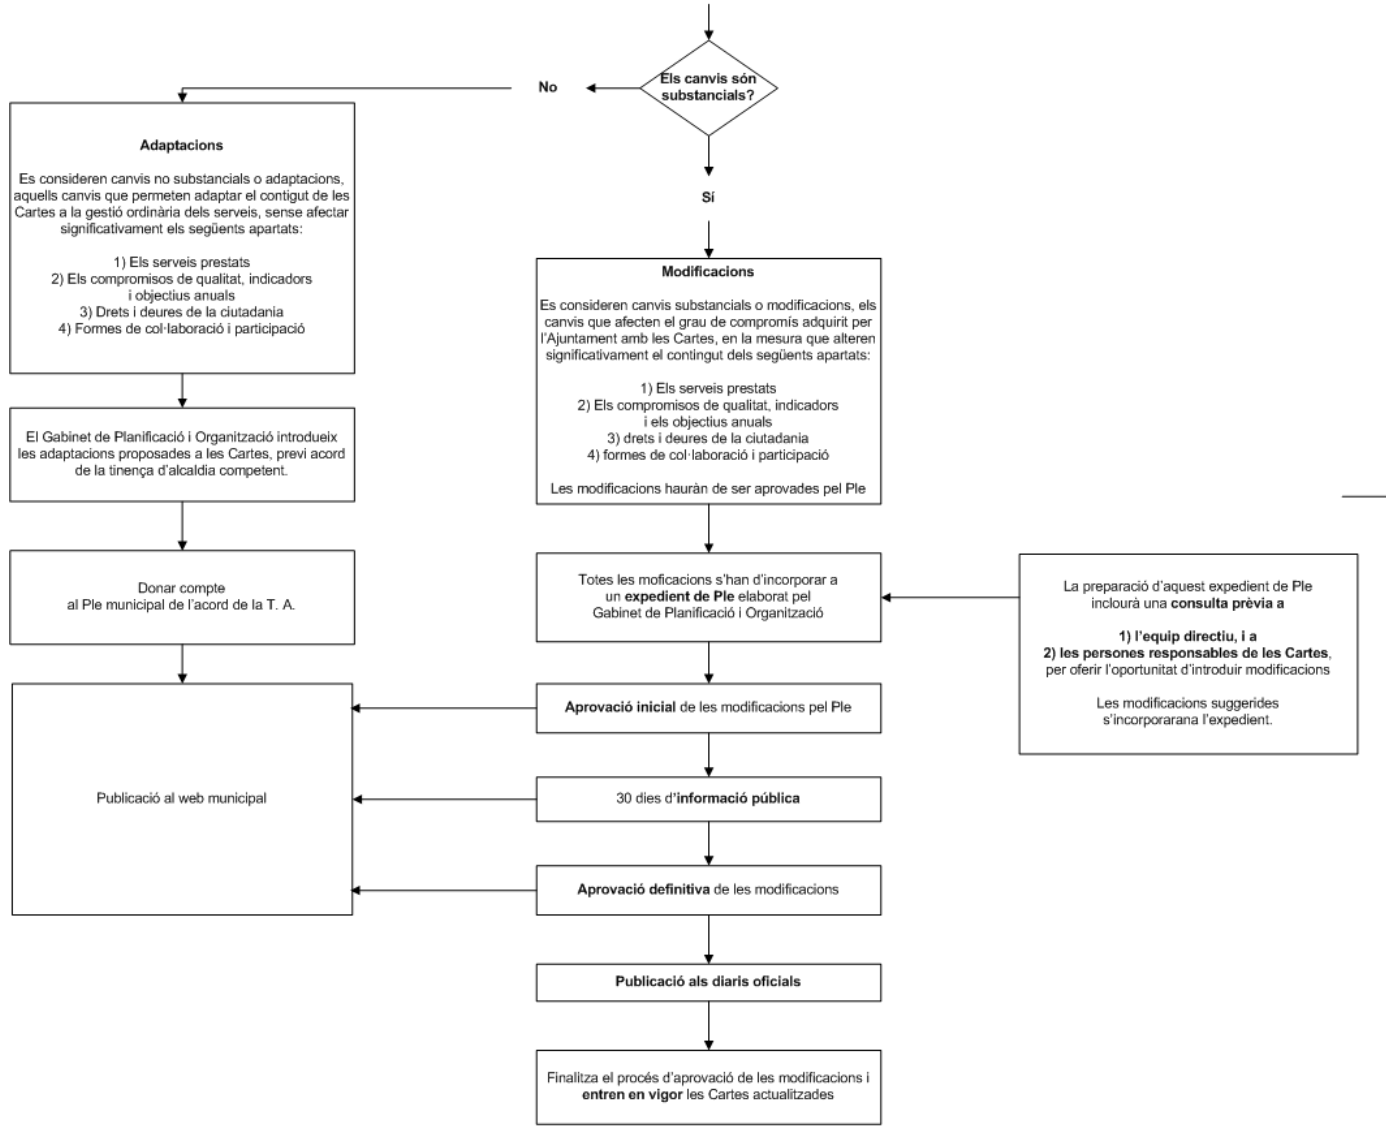 Els canvis són
substancials?
No
Sí
Adaptacions
Es consideren canvis no substancials o adaptacions,
aquells canvis que permeten adaptar el contigut de les
Cartes a la gestió ordinària dels serveis, sense afectar
significativament els següents apartats:
1) Els serveis prestats
2) Els compromisos de qualitat, indicadors
i objectius anuals
3) Drets i deures de la ciutadania
4) Formes de col·laboració i participació
El Gabinet de Planificació i Organització introdueix
les adaptacions proposades a les Cartes, previ acord
de la tinença d'alcaldia competent.
Donar compte
al Ple municipal de l'acord de la T. A.
Publicació al web municipal
Modificacions
Es consideren canvis substancials o modificacions, els
canvis que afecten el grau de compromís adquirit per
l'Ajuntament amb les Cartes, en la mesura que alteren
significativament el contingut dels següents apartats:
1) Els serveis prestats
2) Els compromisos de qualitat, indicadors
i els objectius anuals
3) drets i deures de la ciutadania
4) formes de col·laboració i participació
Les modificacions hauràn de ser aprovades pel Ple
Totes les moficacions s'han d'incorporar a
un expedient de Ple elaborat pel
Gabinet de Planificació i Organització
La preparació d'aquest expedient de Ple
inclourà una consulta prèvia a
1) l'equip directiu, i a
2) les persones responsables de les Cartes,
per oferir l'oportunitat d'introduir modificacions
Les modificacions suggerides
s'incorporarana l'expedient.
Aprovació inicial de les modificacions pel Ple
30 dies d'informació pública
Aprovació definitiva de les modificacions
Publicació als diaris oficials
Finalitza el procés d'aprovació de les modificacions i
entren en vigor les Cartes actualitzades